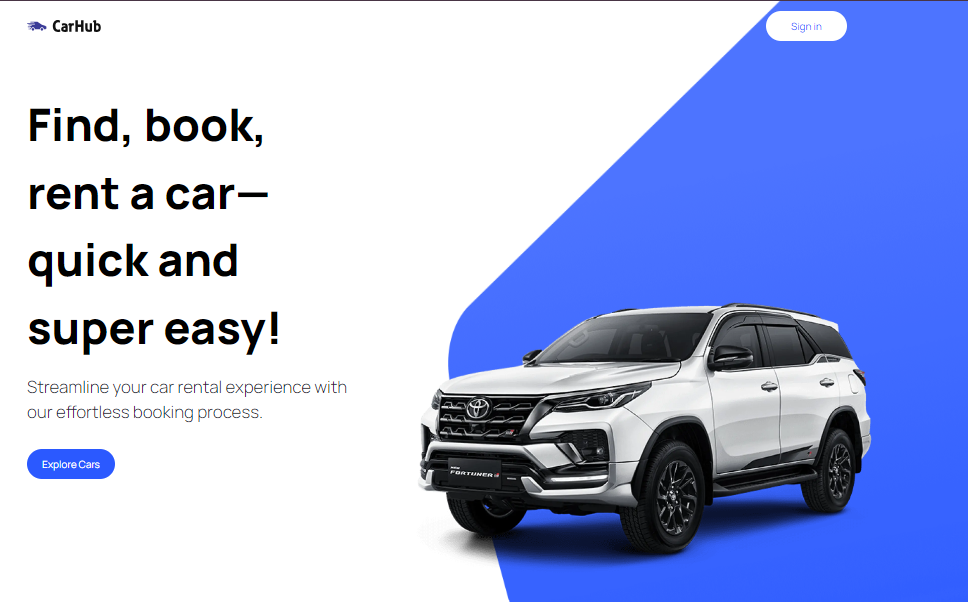 CarHub
Sign in
Find, book,
rent a car—
quick and
super easy!
Streamline your car rental experience with
our effortless booking process.
Explore Cars
NEW
FORTUNER